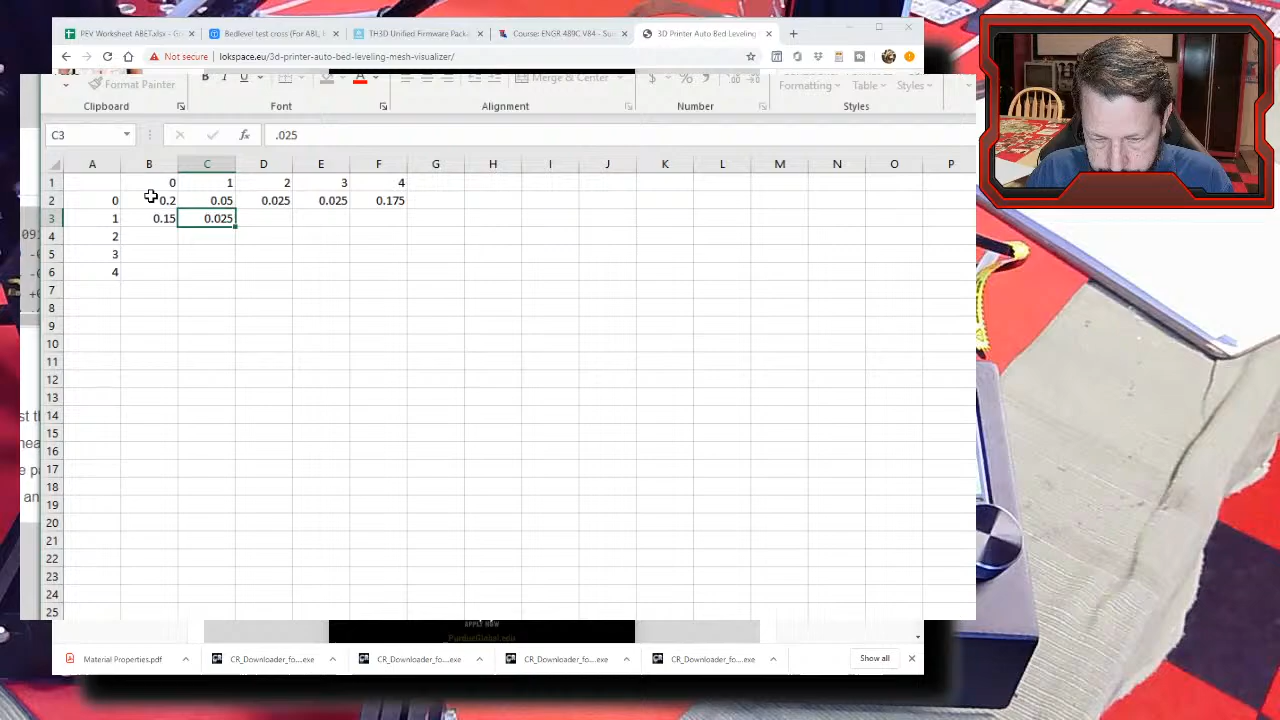 PEV Worksheet ABET.xlsx - G
Bedlevel test cross (For ABL,
TH3D Unified Firmware Packa
Course: ENGR 489C V84 - Su
3D Printer Auto Bed Leveling
Not secure | lokspace.eu/3d-printer-auto-bed-leveling-mesh-visualizer/
Format Painter
B I U A
Merge & Center
$ % ,
Formatting
Table
Styles
Clipboard
Font
Alignment
Number
Styles
C3
fx
.025
A B C D E F G H I J K L M N O P
1 0 1 2 3 4
2 0 0.2 0.05 0.025 0.025 0.175
3 1 0.15 0.025
4 2
5 3
6 4
7
8
9
10
11
12
13
14
15
16
17
18
19
20
21
22
23
24
25
APPLY NOW
PurdueGlobal.edu
Material Properties.pdf
CR_Downloader_fo....exe
CR_Downloader_fo....exe
CR_Downloader_fo....exe
CR_Downloader_fo....exe
Show all